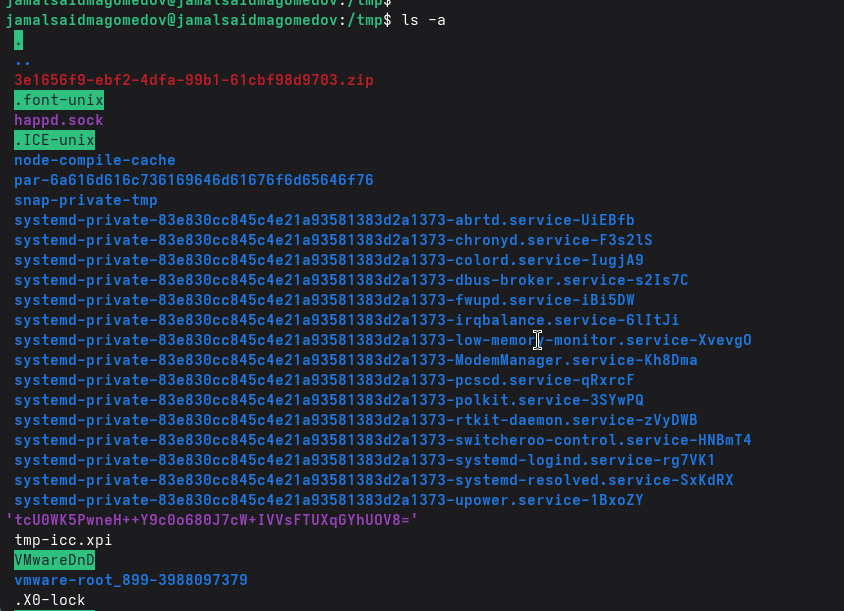 jamalsaidmagomedov@jamalsaidmagomedov:/tmp$
jamalsaidmagomedov@jamalsaidmagomedov:/tmp$ ls -a
.
..
3e1656f9-ebf2-4dfa-99b1-61cbf98d9703.zip
.font-unix
happd.sock
.ICE-unix
node-compile-cache
par-6a616d616c736169646d61676f6d65646f76
snap-private-tmp
systemd-private-83e830cc845c4e21a93581383d2a1373-abrtd.service-UiEBfb
systemd-private-83e830cc845c4e21a93581383d2a1373-chronyd.service-F3s2lS
systemd-private-83e830cc845c4e21a93581383d2a1373-colord.service-IugjA9
systemd-private-83e830cc845c4e21a93581383d2a1373-dbus-broker.service-s2Is7C
systemd-private-83e830cc845c4e21a93581383d2a1373-fwupd.service-iBi5DW
systemd-private-83e830cc845c4e21a93581383d2a1373-irqbalance.service-GlItJi
systemd-private-83e830cc845c4e21a93581383d2a1373-low-memory-monitor.service-XvevgO
systemd-private-83e830cc845c4e21a93581383d2a1373-ModemManager.service-Kh8Dma
systemd-private-83e830cc845c4e21a93581383d2a1373-pcscd.service-qRxrcF
systemd-private-83e830cc845c4e21a93581383d2a1373-polkit.service-3SYwPQ
systemd-private-83e830cc845c4e21a93581383d2a1373-rtkit-daemon.service-zVyDWB
systemd-private-83e830cc845c4e21a93581383d2a1373-switcheroo-control.service-HNBmT4
systemd-private-83e830cc845c4e21a93581383d2a1373-systemd-logind.service-rg7VK1
systemd-private-83e830cc845c4e21a93581383d2a1373-systemd-resolved.service-SxKdRX
systemd-private-83e830cc845c4e21a93581383d2a1373-upower.service-1BxoZY
'tcU0WK5PwneH++Y9c0o680J7cW+IVVsFTUXqGYhUOV8='
tmp-icc.xpi
VMwareDnD
vmware-root_899-3988097379
.X0-lock